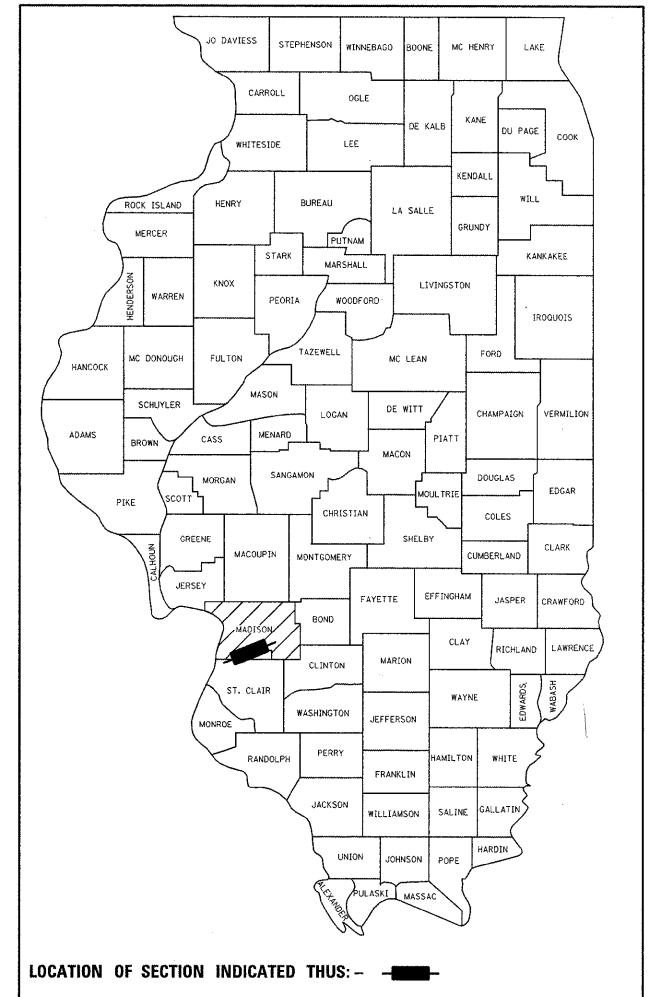 JO DAVIESS
STEPHENSON
WINNEBAGO
BOONE
MC HENRY
LAKE
CARROLL
OGLE
DE KALB
KANE
DU PAGE
COOK
WHITESIDE
LEE
KENDALL
ROCK ISLAND
HENRY
BUREAU
LA SALLE
GRUNDY
WILL
MERCER
PUTNAM
STARK
MARSHALL
KANKAKEE
HENDERSON
WARREN
KNOX
PEORIA
WOODFORD
LIVINGSTON
IROQUOIS
HANCOCK
MC DONOUGH
FULTON
TAZEWELL
MC LEAN
FORD
SCHUYLER
MASON
LOGAN
DE WITT
CHAMPAIGN
VERMILION
ADAMS
BROWN
CASS
MENARD
MACON
PIATT
PIKE
SCOTT
MORGAN
SANGAMON
MOULTRIE
DOUGLAS
EDGAR
CHRISTIAN
COLES
CALHOUN
GREENE
MACOUPIN
MONTGOMERY
SHELBY
CUMBERLAND
CLARK
JERSEY
FAYETTE
EFFINGHAM
JASPER
CRAWFORD
MADISON
BOND
CLAY
RICHLAND
LAWRENCE
CLINTON
MARION
ST. CLAIR
WAYNE
EDWARDS
WABASH
MONROE
WASHINGTON
JEFFERSON
RANDOLPH
PERRY
HAMILTON
WHITE
FRANKLIN
JACKSON
WILLIAMSON
SALINE
GALLATIN
UNION
JOHNSON
POPE
HARDIN
ALEXANDER
PULASKI
MASSAC
LOCATION OF SECTION INDICATED THUS: -